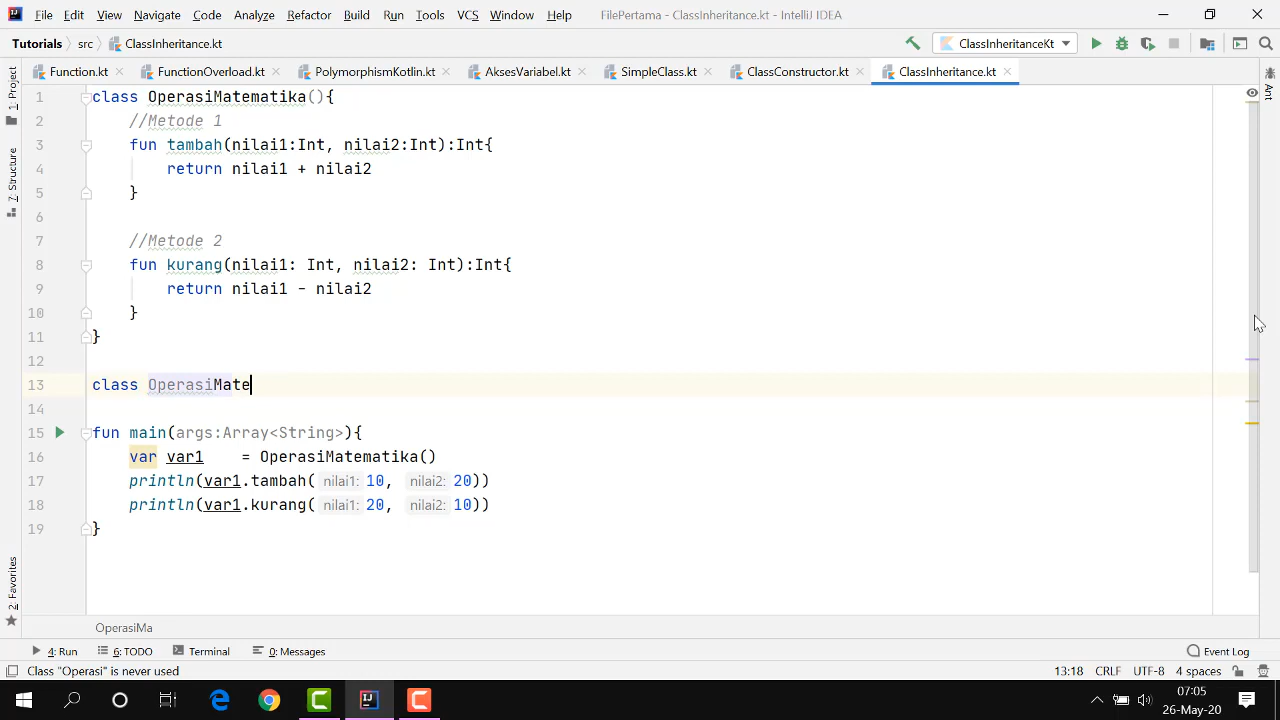 File Edit View Navigate Code Analyze Refactor Build Run Tools VCS Window Help FilePertama - ClassInheritance.kt - IntelliJ IDEA
Tutorials src ClassInheritance.kt ClassInheritanceKt
Function.kt FunctionOverload.kt PolymorphismKotlin.kt AksesVariabel.kt SimpleClass.kt ClassConstructor.kt ClassInheritance.kt
1: Project
7: Structure
2: Favorites
Ant
1 class OperasiMatematika(){
2 //Metode 1
3 fun tambah(nilai1:Int, nilai2:Int):Int{
4 return nilai1 + nilai2
5 }
6
7 //Metode 2
8 fun kurang(nilai1: Int, nilai2: Int):Int{
9 return nilai1 - nilai2
10 }
11 }
12
13 class OperasiMate
14
15 fun main(args:Array<String>){
16 var var1 = OperasiMatematika()
17 println(var1.tambah( nilai1: 10, nilai2: 20))
18 println(var1.kurang( nilai1: 20, nilai2: 10))
19 }
OperasiMa
4: Run 6: TODO Terminal 0: Messages Event Log
Class "Operasi" is never used 13:18 CRLF UTF-8 4 spaces
07:05
26-May-20